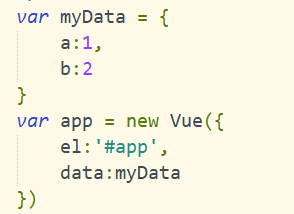 var myData = {
    a:1,
    b:2
}
var app = new Vue({
    el:'#app',
    data:myData
})